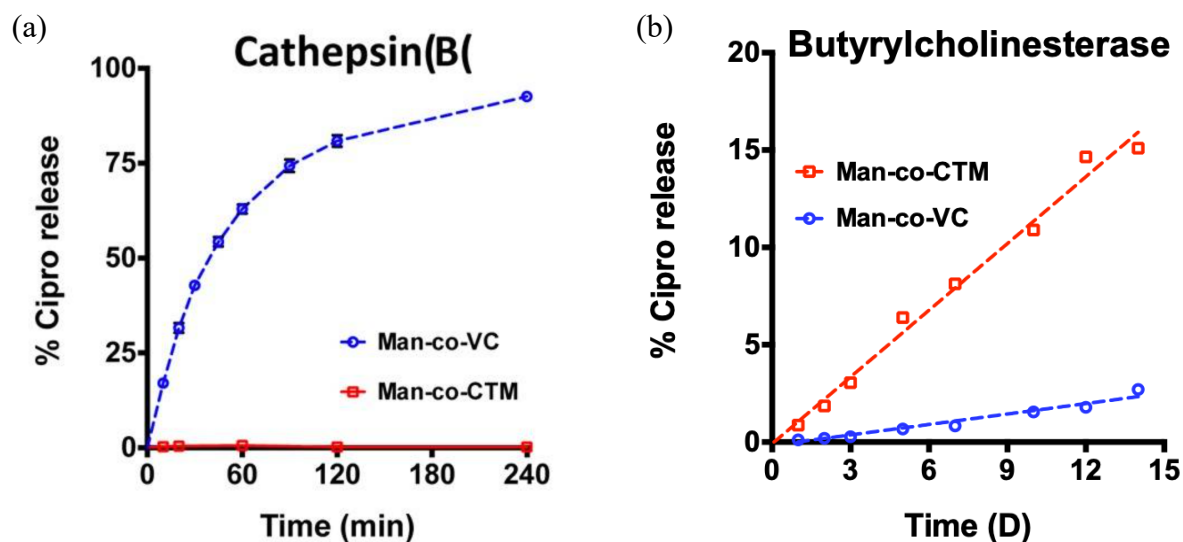 (a)
Cathepsin(B(
100
75
50
25
0
% Cipro release
Man-co-VC
Man-co-CTM
0 60 120 180 240
Time (min)
(b)
Butyrylcholinesterase
20
15
10
5
0
% Cipro release
Man-co-CTM
Man-co-VC
0 3 6 9 12 15
Time (D)